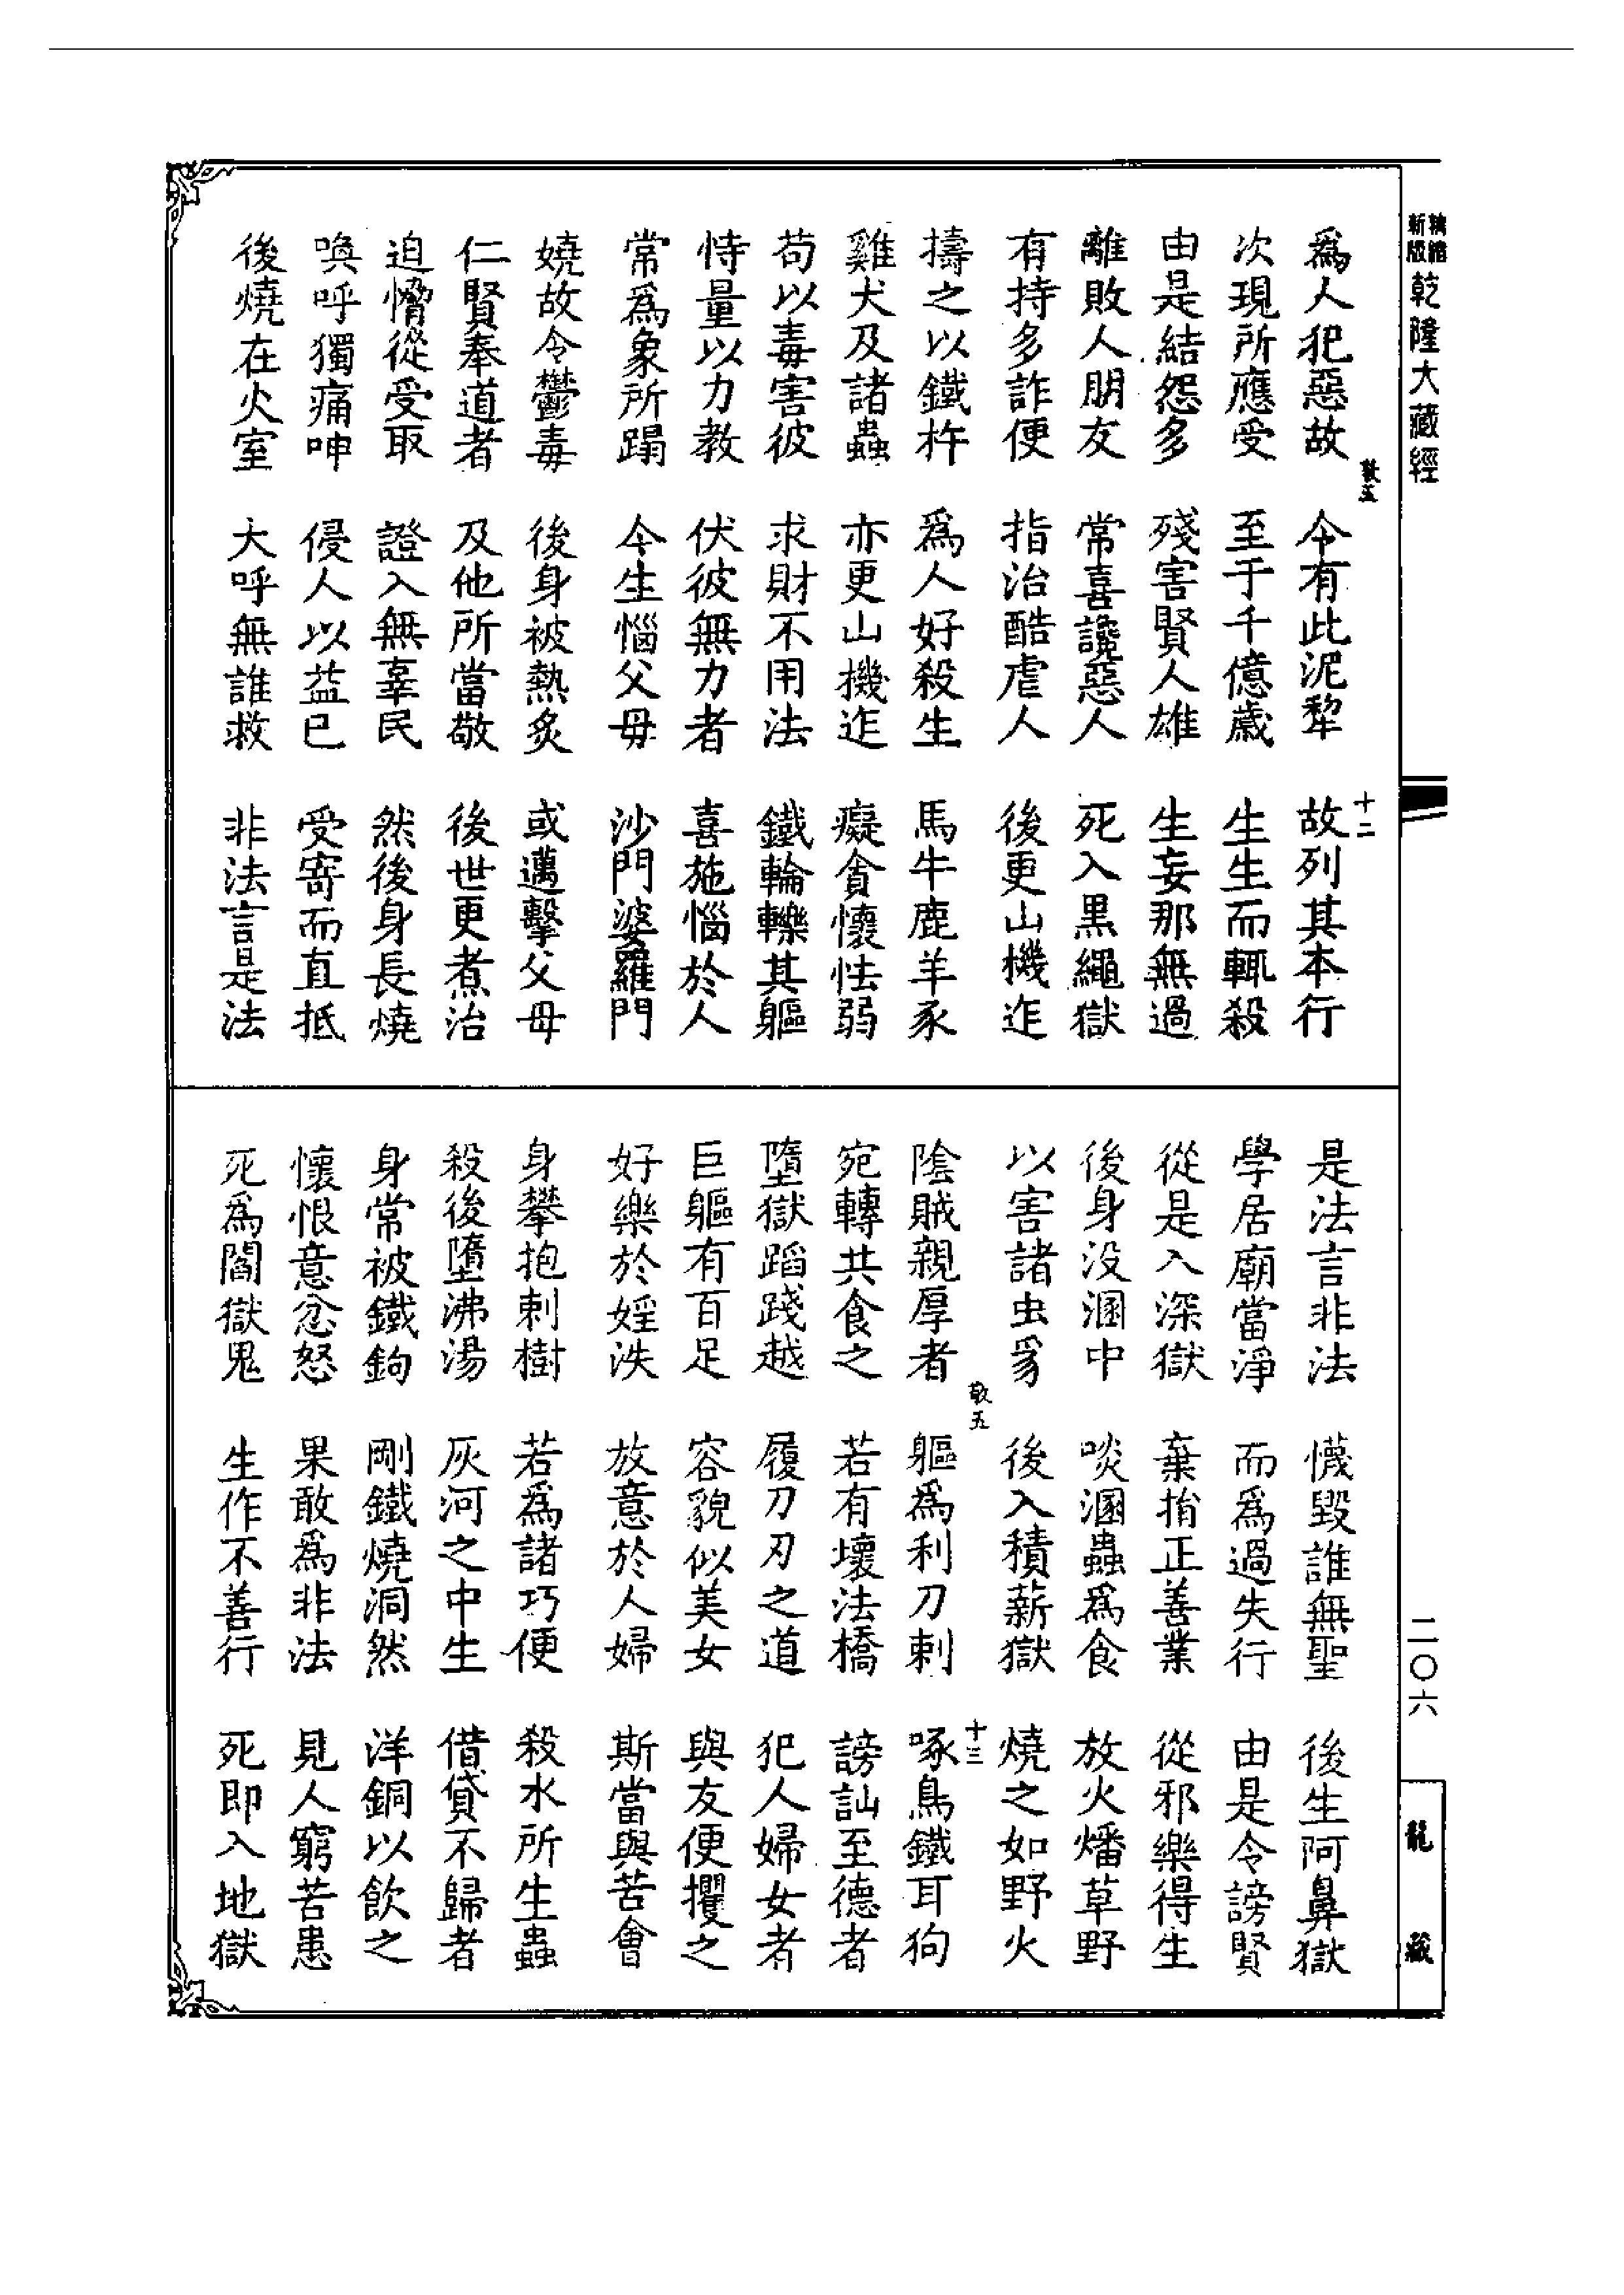 精縮新版乾隆大藏經
爲人犯惡故 今有此泥犂 故列其本行
次現所應受 至于千億歲 生生而輒殺
由是結怨多 殘害賢人雄 生妄那無過
離敗人朋友 常喜讒惡人 死入黑繩獄
有持多詐便 指治酷虐人 後更山機迮
擣之以鐵杵 爲人好殺生 馬牛鹿羊豕
雞犬及諸蟲 亦更山機迮 癡貪懷怯弱
苟以毒害彼 求財不用法 鐵輪轢其軀
恃量以力教 伏彼無力者 喜施惱於人
常爲象所蹋 今生惱父母 沙門婆羅門
嬈故令鬱毒 後身被熱炙 或邁擊父母
仁賢奉道者 及他所當敬 後世更煮治
迫憎從受取 證入無辜民 然後身長燒
喚呼獨痛呻 侵人以益己 受寄而直抵
後燒在火室 大呼無誰救 非法言是法
敬五
十二
是法言非法 懱毀誰無聖 後生阿鼻獄
學居廟當淨 而爲過失行 由是令謗賢
從是入深獄 棄捐正善業 從邪樂得生
後身没溷中 啖溷蟲爲食 放火燔草野
以害諸虫豸 後入積薪獄 燒之如野火
敬五
十三
陰賊親厚者 軀爲利刀刺 啄鳥鐵耳狗
宛轉共食之 若有壞法橋 謗訕至德者
墮獄蹈踐越 履刀刃之道 犯人婦女者
巨軀有百足 容貌似美女 與友便攫之
好樂於婬泆 放意於人婦 斯當與苦會
身攀抱刺樹 若爲諸巧便 殺水所生蟲
殺後墮沸湯 灰河之中生 借貸不歸者
身常被鐵鉤 剛鐵燒洞然 洋銅以飲之
懷恨意忿怒 果敢爲非法 見人窮苦患
死爲閻獄鬼 生作不善行 死即入地獄
二〇六
龍藏